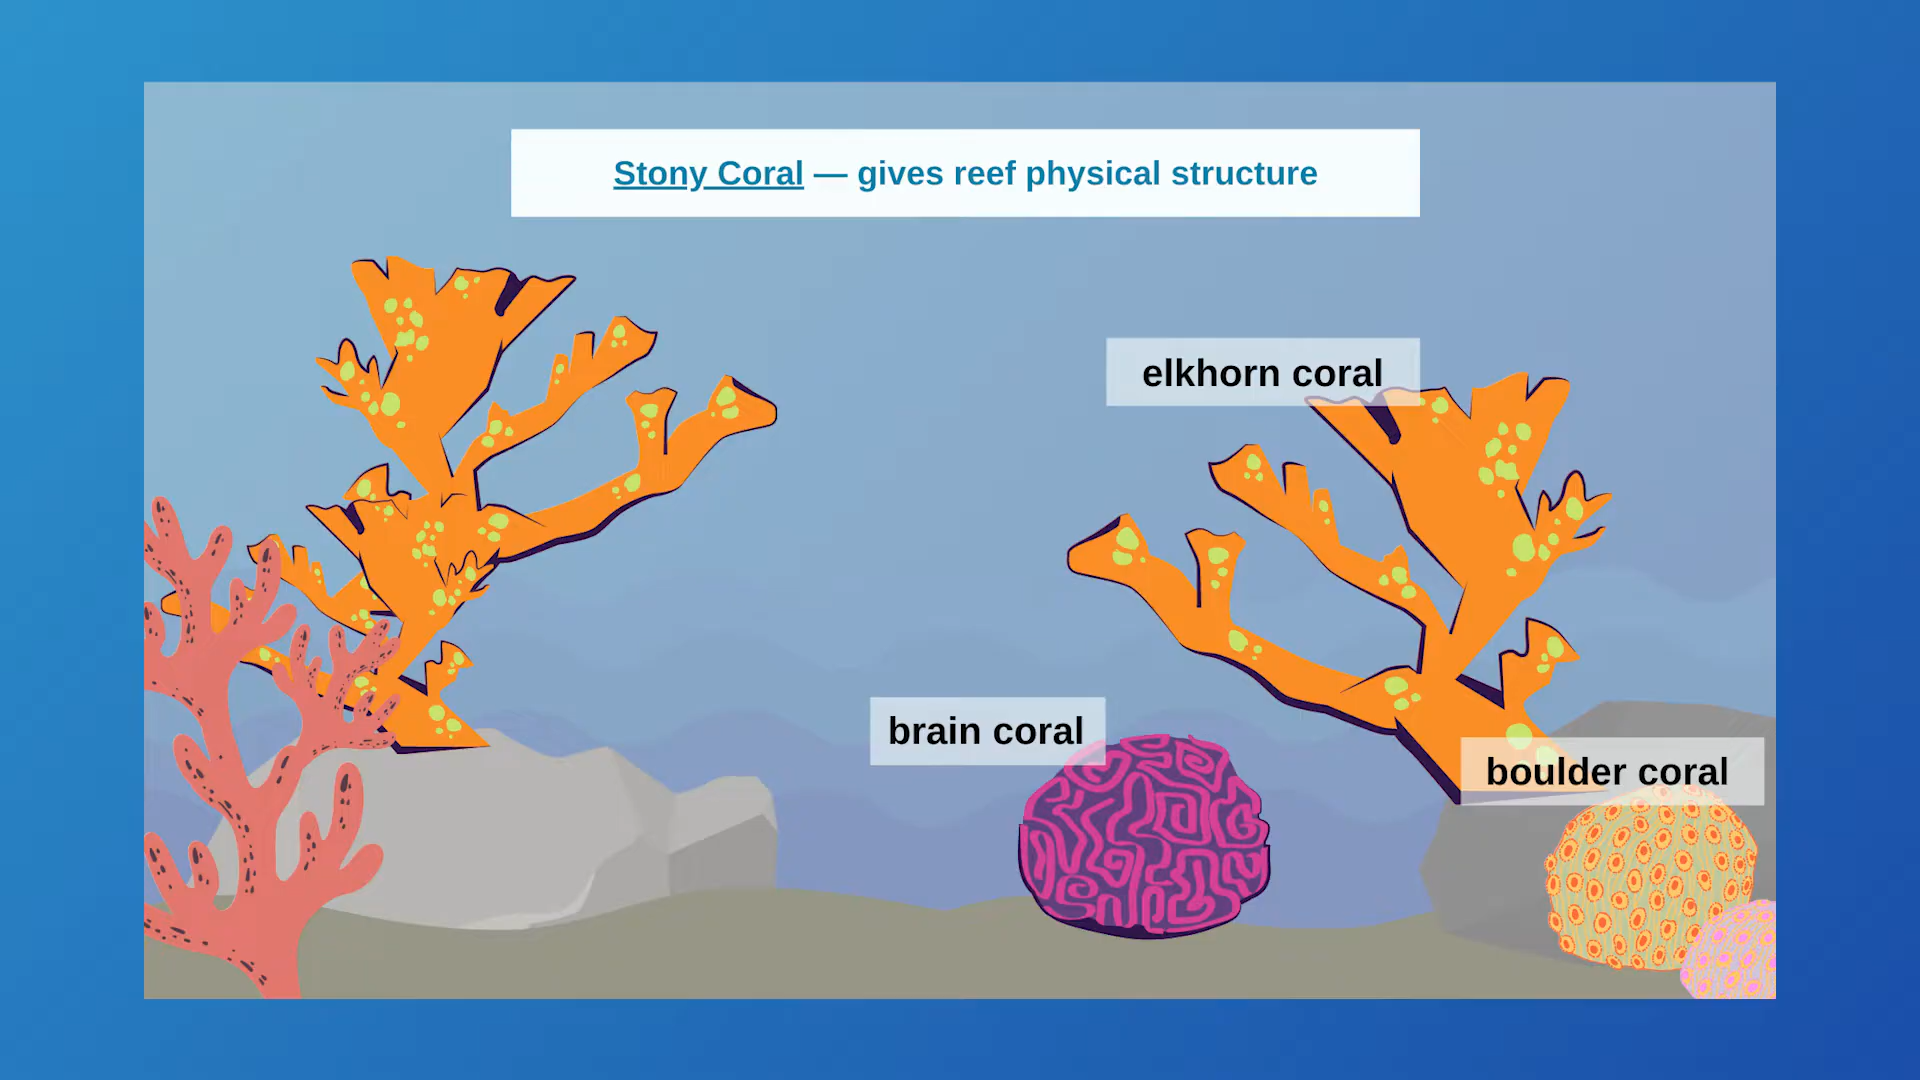 Stony Coral — gives reef physical structure
elkhorn coral
brain coral
boulder coral